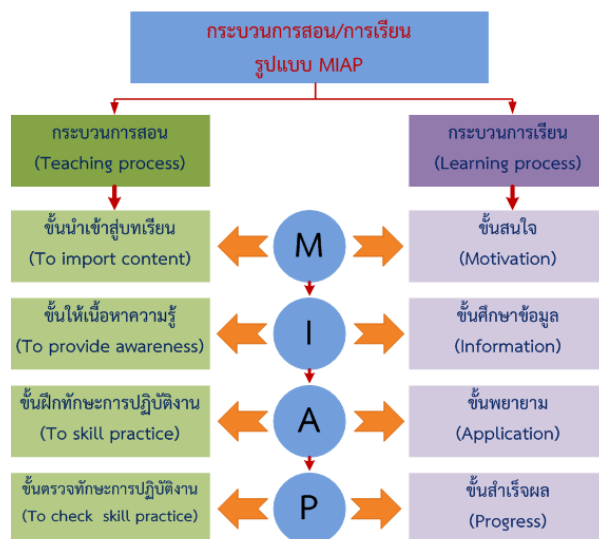 กระบวนการสอน/การเรียน
รูปแบบ MIAP
กระบวนการสอน
(Teaching process)
กระบวนการเรียน
(Learning process)
ขั้นนำเข้าสู่บทเรียน
(To import content)
M
ขั้นสนใจ
(Motivation)
ขั้นให้เนื้อหาความรู้
(To provide awareness)
I
ขั้นศึกษาข้อมูล
(Information)
ขั้นฝึกทักษะการปฏิบัติงาน
(To skill practice)
A
ขั้นพยายาม
(Application)
ขั้นตรวจทักษะการปฏิบัติงาน
(To check skill practice)
P
ขั้นสำเร็จผล
(Progress)